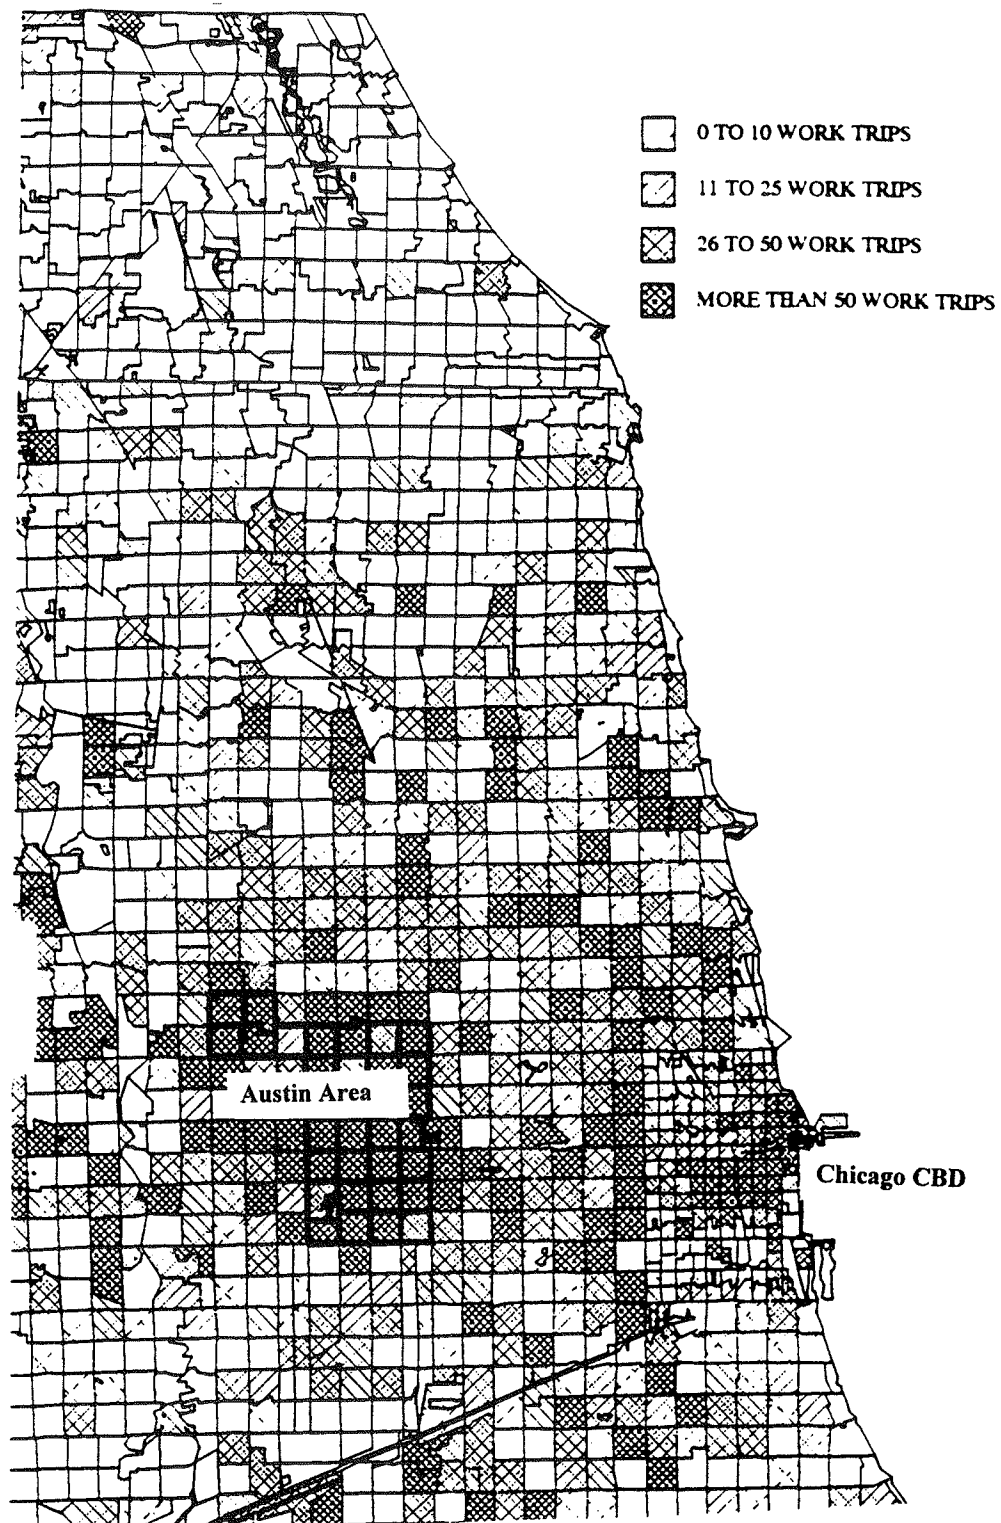 0 TO 10 WORK TRIPS
11 TO 25 WORK TRIPS
26 TO 50 WORK TRIPS
MORE THAN 50 WORK TRIPS
Austin Area
Chicago CBD